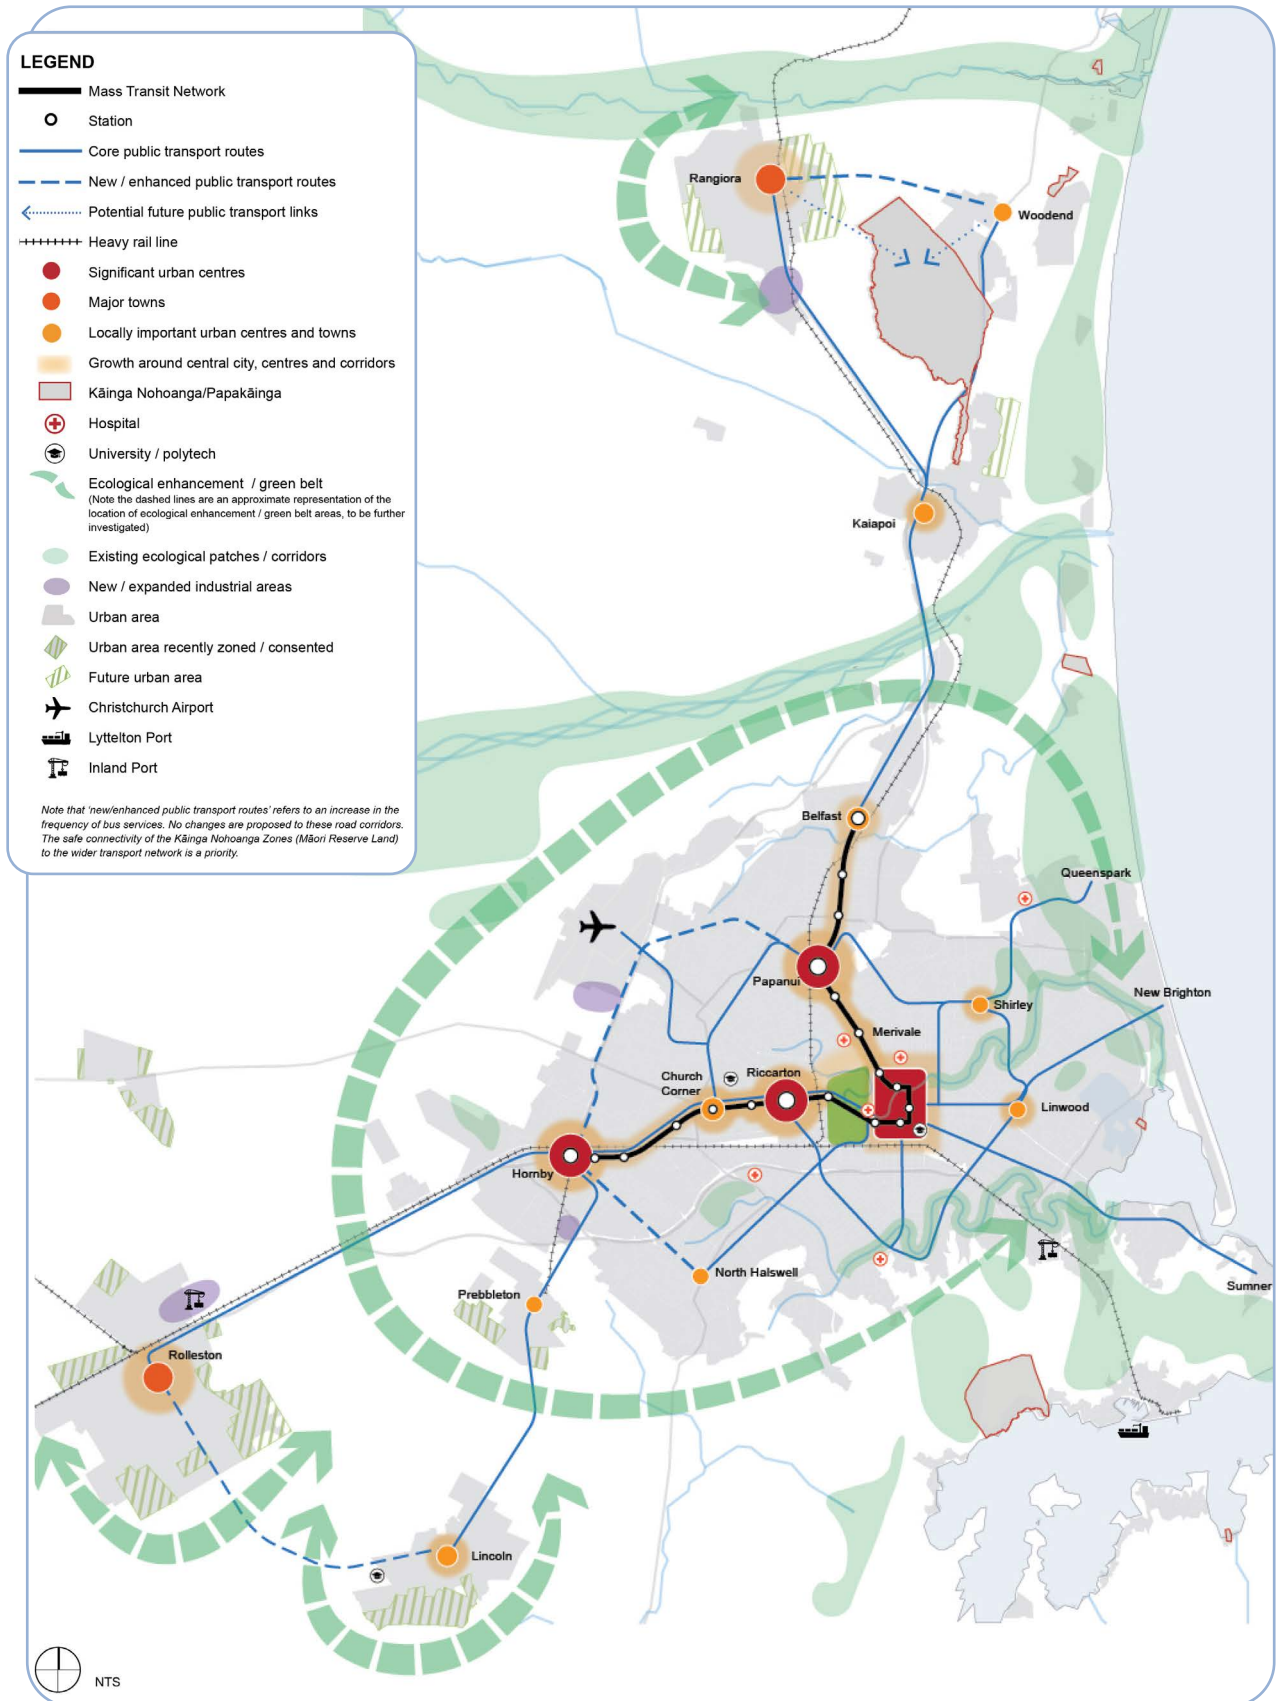 LEGEND
Mass Transit Network
Station
Core public transport routes
New / enhanced public transport routes
Potential future public transport links
Heavy rail line
Significant urban centres
Major towns
Locally important urban centres and towns
Growth around central city, centres and corridors
Kāinga Nohoanga/Papakāinga
Hospital
University / polytech
Ecological enhancement / green belt
(Note the dashed lines are an approximate representation of the
location of ecological enhancement / green belt areas, to be further
investigated)
Existing ecological patches / corridors
New / expanded industrial areas
Urban area
Urban area recently zoned / consented
Future urban area
Christchurch Airport
Lyttelton Port
Inland Port
Note that 'new/enhanced public transport routes' refers to an increase in the
frequency of bus services. No changes are proposed to these road corridors.
The safe connectivity of the Kāinga Nohoanga Zones (Māori Reserve Land)
to the wider transport network is a priority.
Rangiora
Woodend
Kaiapoi
Belfast
Queenspark
Papanui
New Brighton
Shirley
Merivale
Riccarton
Church
Corner
Linwood
Hornby
North Halswell
Prebbleton
Sumner
Rolleston
Lincoln
NTS